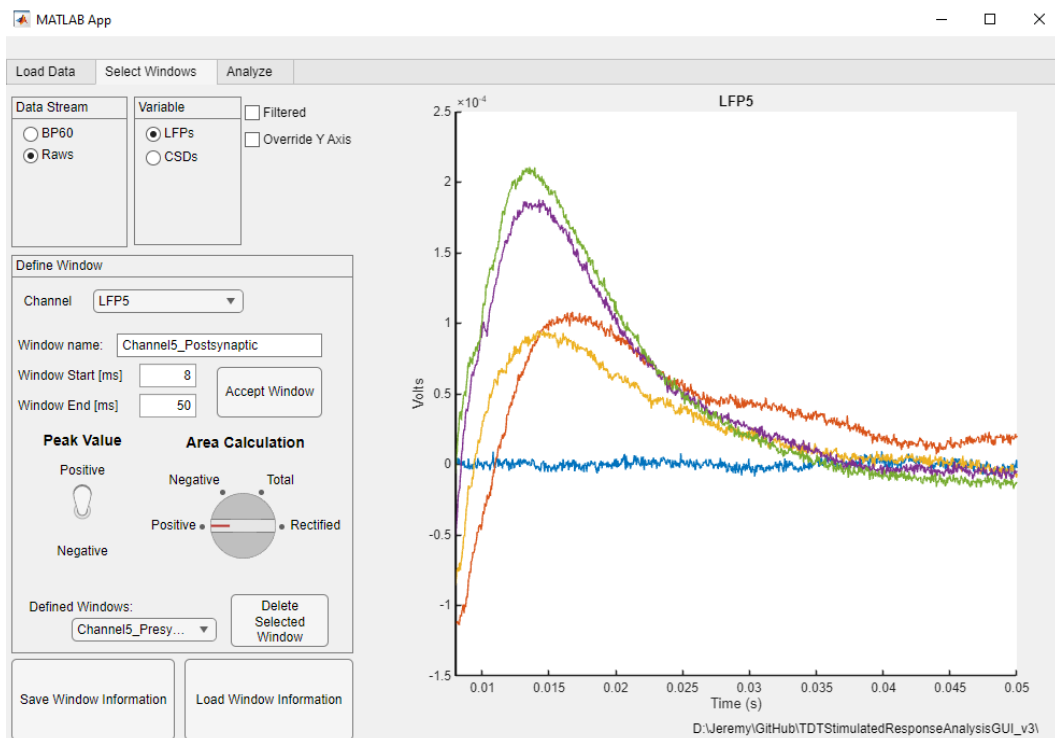 MATLAB App
Load Data Select Windows Analyze
Data Stream
BP60
Raws
Variable
LFPs
CSDs
Filtered
Override Y Axis
Define Window
Channel LFP5
Window name: Channel5_Postsynaptic
Window Start [ms] 8
Window End [ms] 50
Accept Window
Peak Value
Positive
Negative
Area Calculation
Negative Total
Positive Rectified
Defined Windows:
Channel5_Presy...
Delete
Selected
Window
Save Window Information
Load Window Information
LFP5
×10-4
2.5
2
1.5
1
0.5
0
-0.5
-1
-1.5
Volts
0.01 0.015 0.02 0.025 0.03 0.035 0.04 0.045 0.05
Time (s)
D:\Jeremy\GitHub\TDTStimulatedResponseAnalysisGUI_v3\